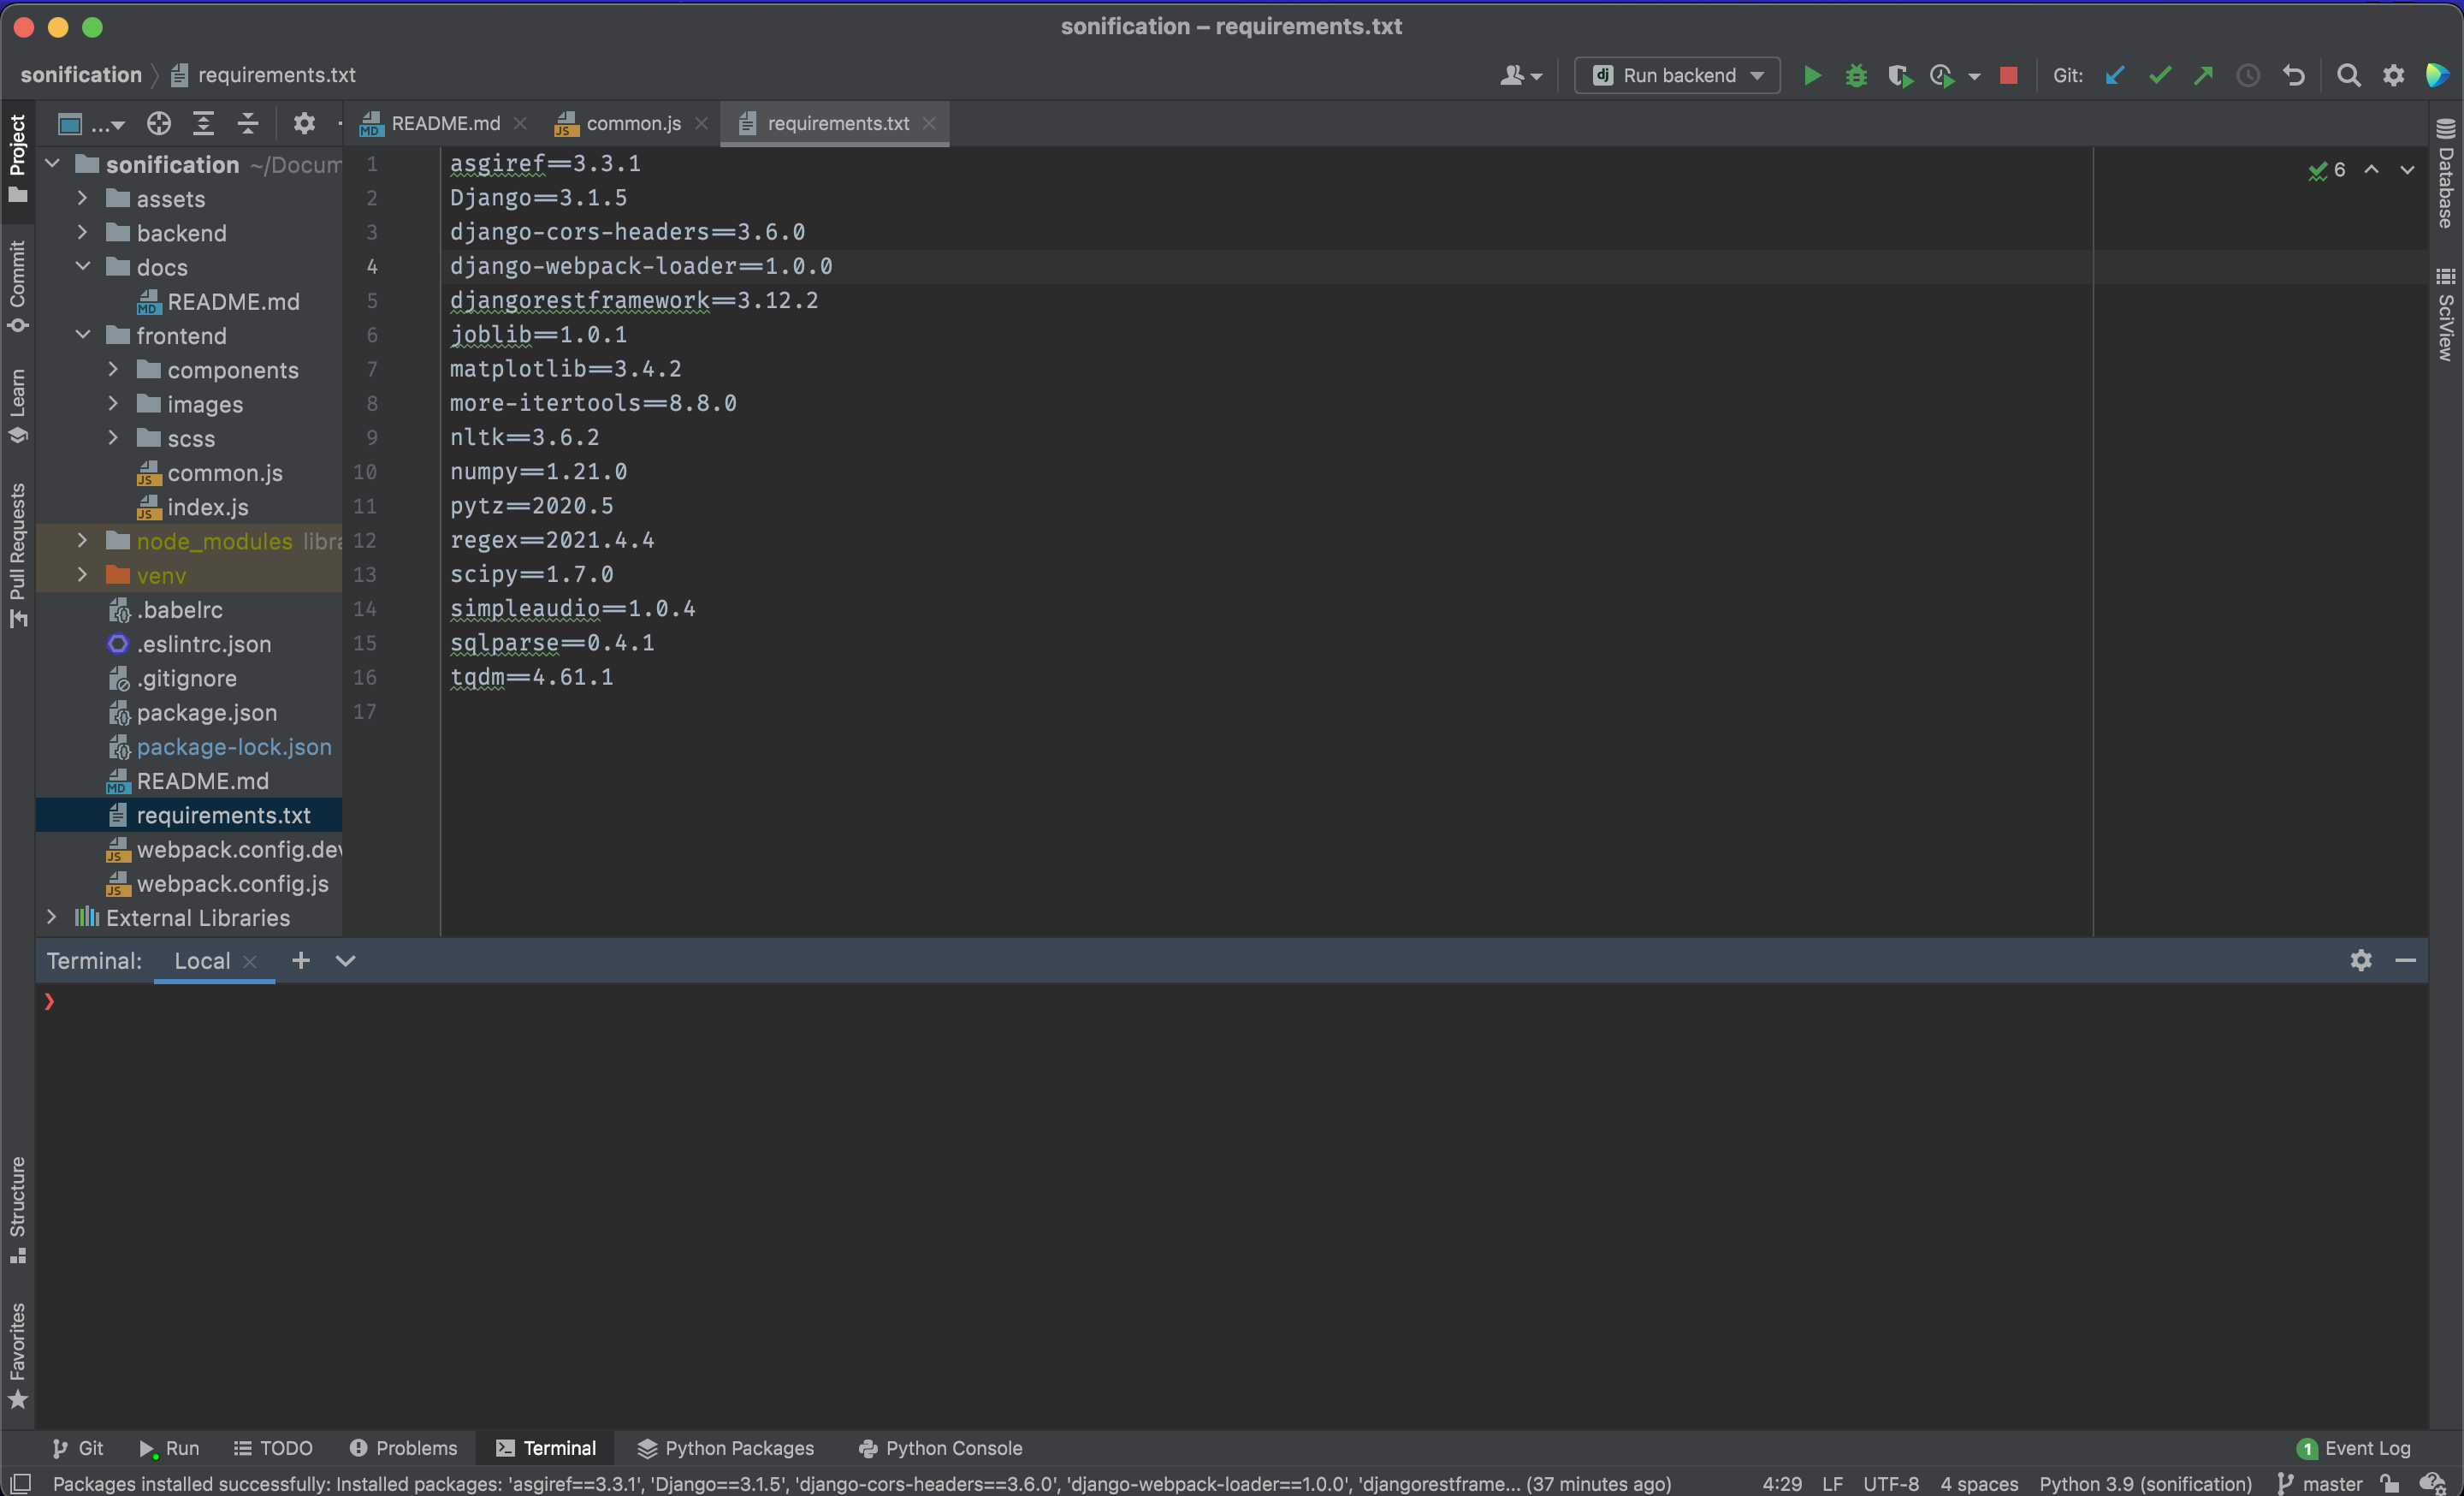 sonification – requirements.txt
sonification
requirements.txt
Run backend
Git:
Project
Commit
Learn
Pull Requests
Structure
Favorites
...
sonification ~/Docum
assets
backend
docs
README.md
frontend
components
images
scss
common.js
index.js
node_modules libra
venv
.babelrc
.eslintrc.json
.gitignore
package.json
package-lock.json
README.md
requirements.txt
webpack.config.dev
webpack.config.js
External Libraries
README.md
common.js
requirements.txt
1 asgiref==3.3.1
2 Django==3.1.5
3 django-cors-headers==3.6.0
4 django-webpack-loader==1.0.0
5 djangorestframework==3.12.2
6 joblib==1.0.1
7 matplotlib==3.4.2
8 more-itertools==8.8.0
9 nltk==3.6.2
10 numpy==1.21.0
11 pytz==2020.5
12 regex==2021.4.4
13 scipy==1.7.0
14 simpleaudio==1.0.4
15 sqlparse==0.4.1
16 tqdm==4.61.1
17
6
Database
SciView
Terminal: Local
❯
Git
Run
TODO
Problems
Terminal
Python Packages
Python Console
1 Event Log
Packages installed successfully: Installed packages: 'asgiref==3.3.1', 'Django==3.1.5', 'django-cors-headers==3.6.0', 'django-webpack-loader==1.0.0', 'djangorestframe... (37 minutes ago)
4:29 LF UTF-8 4 spaces Python 3.9 (sonification) master